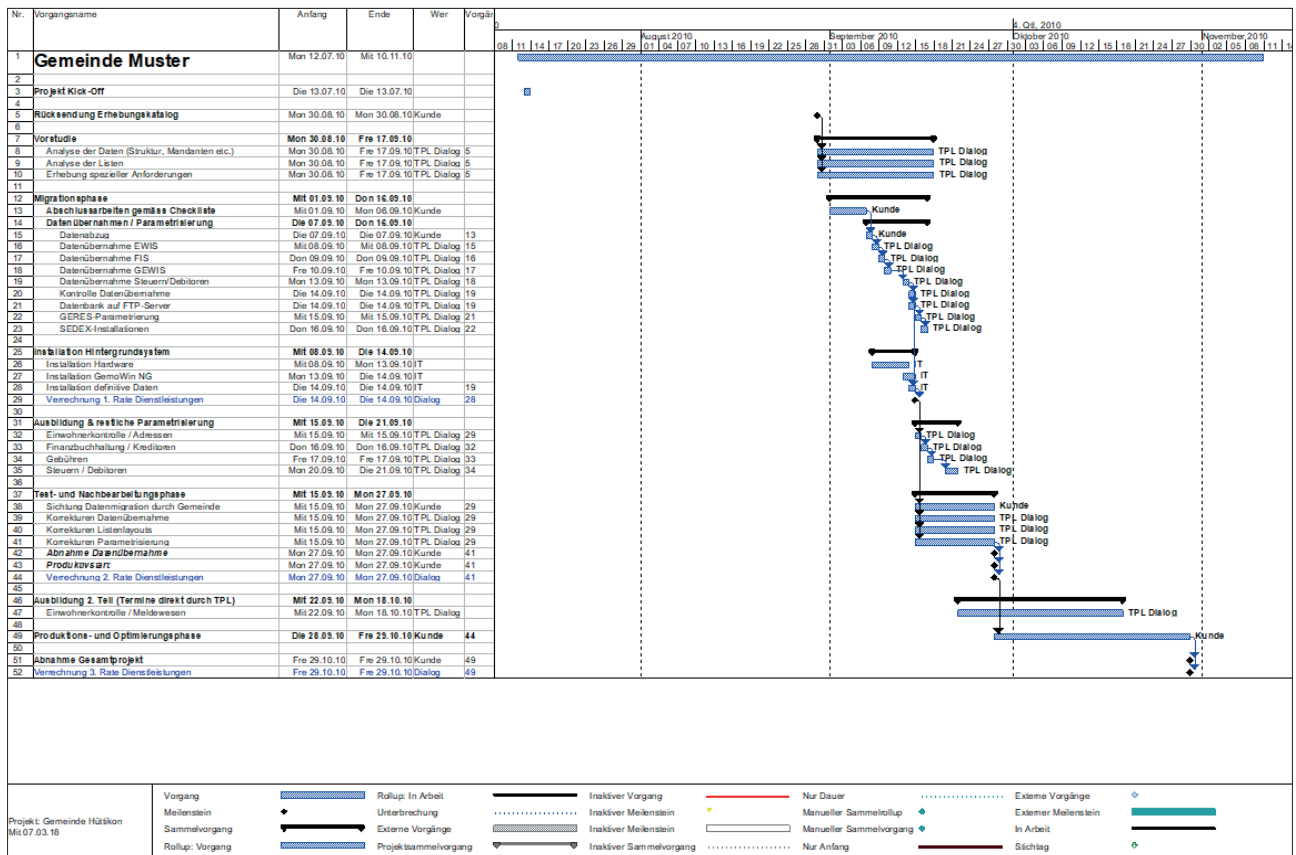 Nr. Vorgangsname Anfang Ende Wer Vorgär
4. Qtl, 2010
August 2010 September 2010 Oktober 2010 November 2010
08 11 14 17 20 23 26 29 01 04 07 10 13 16 19 22 25 28 31 03 06 09 12 15 18 21 24 27 30 03 06 09 12 15 18 21 24 27 30 02 05 08 11 14
1 Gemeinde Muster Mon 12.07.10 Mit 10.11.10
2
3 Projekt Kick-Off Die 13.07.10 Die 13.07.10
4
5 Rücksendung Erhebungskatalog Mon 30.08.10 Mon 30.08.10 Kunde
6
7 Vorstudie Mon 30.08.10 Fre 17.09.10
8 Analyse der Daten (Struktur, Mandanten etc.) Mon 30.08.10 Fre 17.09.10 TPL Dialog 5 TPL Dialog
9 Analyse der Listen Mon 30.08.10 Fre 17.09.10 TPL Dialog 5 TPL Dialog
10 Erhebung spezieller Anforderungen Mon 30.08.10 Fre 17.09.10 TPL Dialog 5 TPL Dialog
11
12 Migrationsphase Mit 01.09.10 Don 16.09.10
13 Abschlussarbeiten gemäss Checkliste Mit 01.09.10 Mon 06.09.10 Kunde Kunde
14 Datenübernahmen / Parametrisierung Die 07.09.10 Don 16.09.10
15 Datenabzug Die 07.09.10 Die 07.09.10 Kunde 13 Kunde
16 Datenübernahme EWIS Mit 08.09.10 Mit 08.09.10 TPL Dialog 15 TPL Dialog
17 Datenübernahme FIS Don 09.09.10 Don 09.09.10 TPL Dialog 16 TPL Dialog
18 Datenübernahme GEWIS Fre 10.09.10 Fre 10.09.10 TPL Dialog 17 TPL Dialog
19 Datenübernahme Steuern/Debitoren Mon 13.09.10 Mon 13.09.10 TPL Dialog 18 TPL Dialog
20 Kontrolle Datenübernahme Die 14.09.10 Die 14.09.10 TPL Dialog 19 TPL Dialog
21 Datenbank auf FTP-Server Die 14.09.10 Die 14.09.10 TPL Dialog 19 TPL Dialog
22 GERES-Parametrierung Mit 15.09.10 Mit 15.09.10 TPL Dialog 21 TPL Dialog
23 SEDEX-Installationen Don 16.09.10 Don 16.09.10 TPL Dialog 22 TPL Dialog
24
25 Installation Hintergrundsystem Mit 08.09.10 Die 14.09.10
26 Installation Hardware Mit 08.09.10 Mon 13.09.10 IT IT
27 Installation GemoWin NG Mon 13.09.10 Die 14.09.10 IT IT
28 Installation definitive Daten Die 14.09.10 Die 14.09.10 IT 19 IT
29 Verrechnung 1. Rate Dienstleistungen Die 14.09.10 Die 14.09.10 Dialog 28
30
31 Ausbildung & restliche Parametrisierung Mit 15.09.10 Die 21.09.10
32 Einwohnerkontrolle / Adressen Mit 15.09.10 Mit 15.09.10 TPL Dialog 29 TPL Dialog
33 Finanzbuchhaltung / Kreditoren Don 16.09.10 Don 16.09.10 TPL Dialog 32 TPL Dialog
34 Gebühren Fre 17.09.10 Fre 17.09.10 TPL Dialog 33 TPL Dialog
35 Steuern / Debitoren Mon 20.09.10 Die 21.09.10 TPL Dialog 34 TPL Dialog
36
37 Test- und Nachbearbeitungsphase Mit 15.09.10 Mon 27.09.10
38 Sichtung Datenmigration durch Gemeinde Mit 15.09.10 Mon 27.09.10 Kunde 29 Kunde
39 Korrekturen Datenübernahme Mit 15.09.10 Mon 27.09.10 TPL Dialog 29 TPL Dialog
40 Korrekturen Listenlayouts Mit 15.09.10 Mon 27.09.10 TPL Dialog 29 TPL Dialog
41 Korrekturen Parametrisierung Mit 15.09.10 Mon 27.09.10 TPL Dialog 29 TPL Dialog
42 Abnahme Datenübernahme Mon 27.09.10 Mon 27.09.10 Kunde 41
43 Produktivstart Mon 27.09.10 Mon 27.09.10 Kunde 41
44 Verrechnung 2. Rate Dienstleistungen Mon 27.09.10 Mon 27.09.10 Dialog 41
45
46 Ausbildung 2. Teil (Termine direkt durch TPL) Mit 22.09.10 Mon 18.10.10
47 Einwohnerkontrolle / Meldewesen Mit 22.09.10 Mon 18.10.10 TPL Dialog TPL Dialog
48
49 Produktions- und Optimierungsphase Die 28.09.10 Fre 29.10.10 Kunde 44 Kunde
50
51 Abnahme Gesamtprojekt Fre 29.10.10 Fre 29.10.10 Kunde 49
52 Verrechnung 3. Rate Dienstleistungen Fre 29.10.10 Fre 29.10.10 Dialog 49
Projekt: Gemeinde Hüttikon
Mit 07.03.18
Vorgang Rollup: In Arbeit Inaktiver Vorgang Nur Dauer Externe Vorgänge
Meilenstein Unterbrechung Inaktiver Meilenstein Manueller Sammelrollup Externer Meilenstein
Sammelvorgang Externe Vorgänge Inaktiver Meilenstein Manueller Sammelvorgang In Arbeit
Rollup: Vorgang Projektsammelvorgang Inaktiver Sammelvorgang Nur Anfang Stichtag